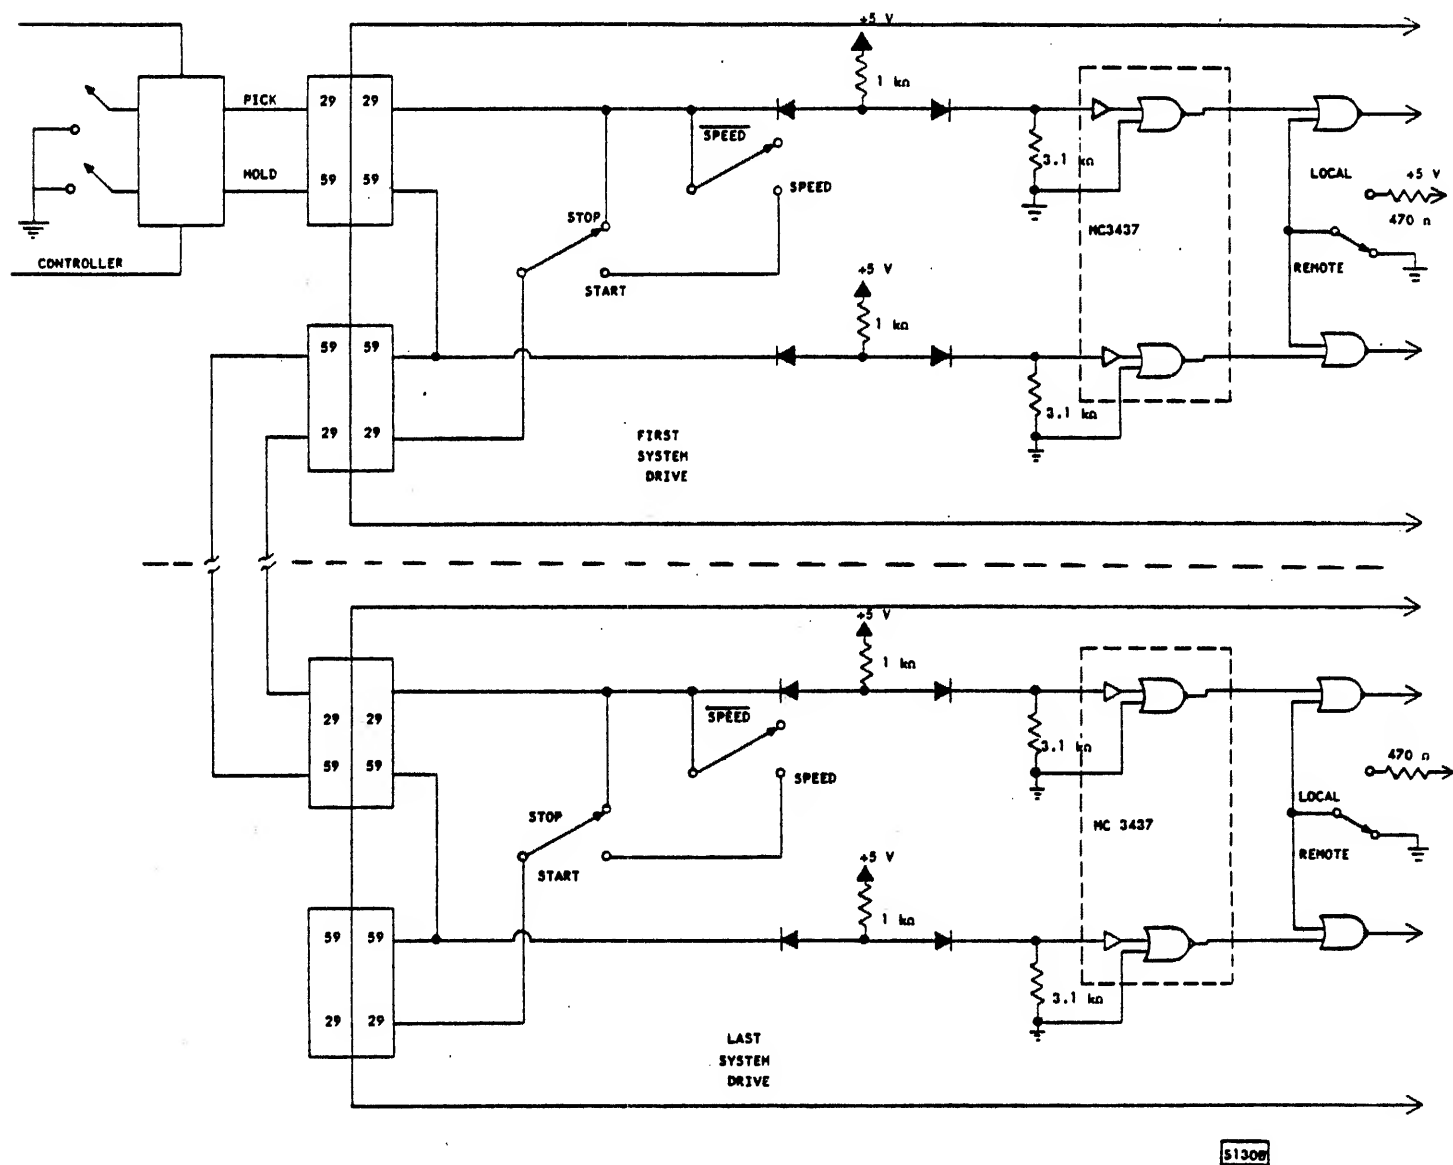 +5 V
1 kΩ
PICK
29 29
SPEED
3.1 kΩ
LOCAL
+5 V
HOLD
59 59
SPEED
470 Ω
STOP
MC3437
CONTROLLER
REMOTE
+5 V
START
1 kΩ
59 59
3.1 kΩ
29 29
FIRST
SYSTEM
DRIVE
+5 V
1 kΩ
29 29
SPEED
3.1 kΩ
470 Ω
59 59
SPEED
LOCAL
STOP
MC 3437
REMOTE
+5 V
START
1 kΩ
59 59
3.1 kΩ
29 29
LAST
SYSTEM
DRIVE